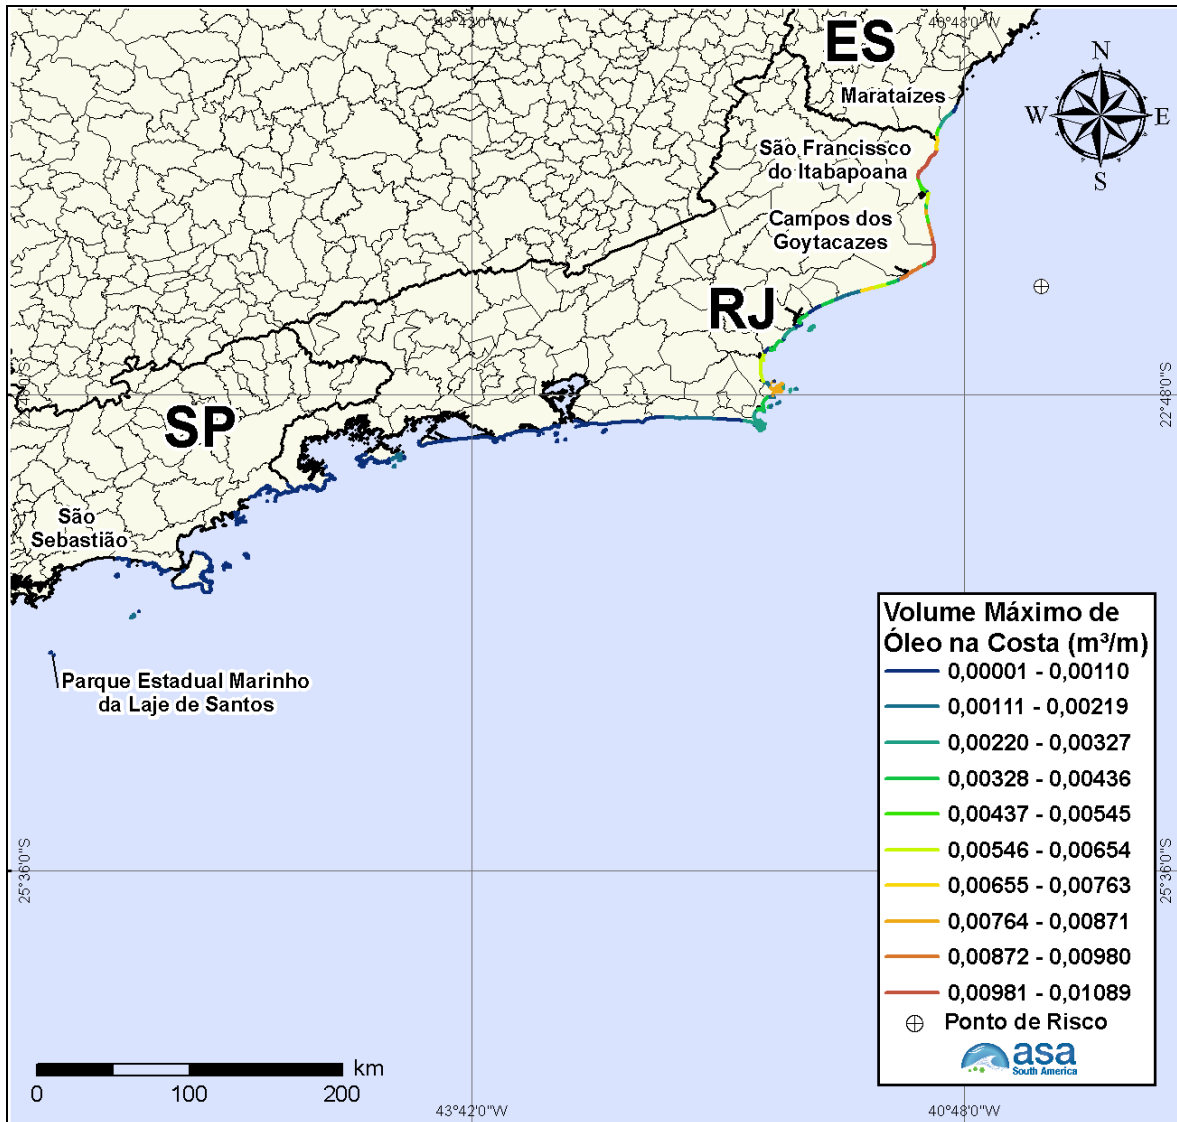 43°42'0"W
40°48'0"W
ES
N
W
E
S
Marataízes
São Francissco
do Itabapoana
Campos dos
Goytacazes
RJ
22°48'0"S
SP
São
Sebastião
Parque Estadual Marinho
da Laje de Santos
Volume Máximo de
Óleo na Costa (m³/m)
0,00001 - 0,00110
0,00111 - 0,00219
0,00220 - 0,00327
0,00328 - 0,00436
0,00437 - 0,00545
0,00546 - 0,00654
0,00655 - 0,00763
0,00764 - 0,00871
0,00872 - 0,00980
0,00981 - 0,01089
Ponto de Risco
asa
South America
25°36'0"S
25°36'0"S
km
0
100
200
43°42'0"W
40°48'0"W